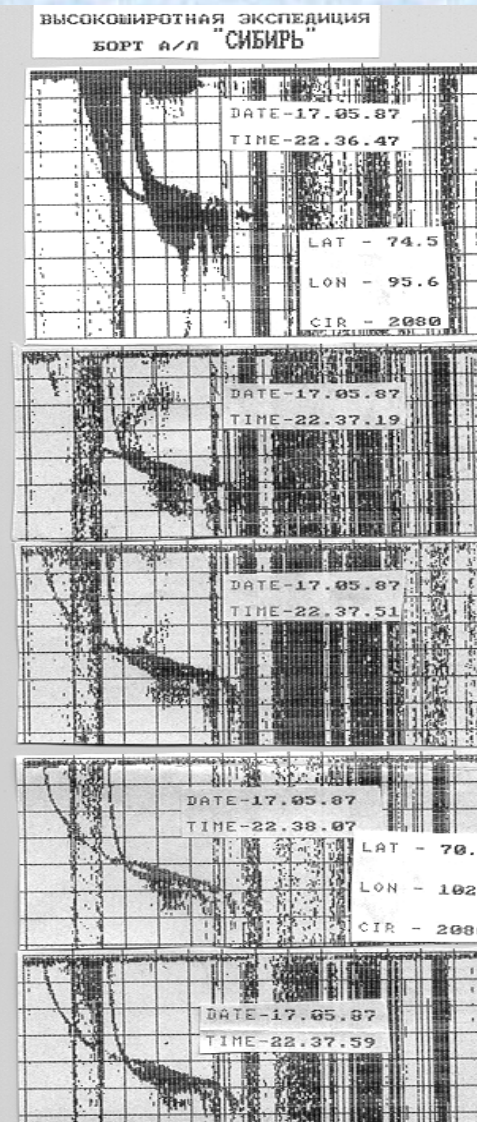 ВЫСОКОШИРОТНАЯ ЭКСПЕДИЦИЯ
БОРТ А/Л "СИБИРЬ"
DATE-17.05.87
TIME-22.36.47
LAT - 74.5
LON - 95.6
CIR - 2080
DATE-17.05.87
TIME-22.37.19
DATE-17.05.87
TIME-22.37.51
DATE-17.05.87
TIME-22.38.07
LAT - 70.
LON - 102
CIR - 208
DATE-17.05.87
TIME-22.37.59